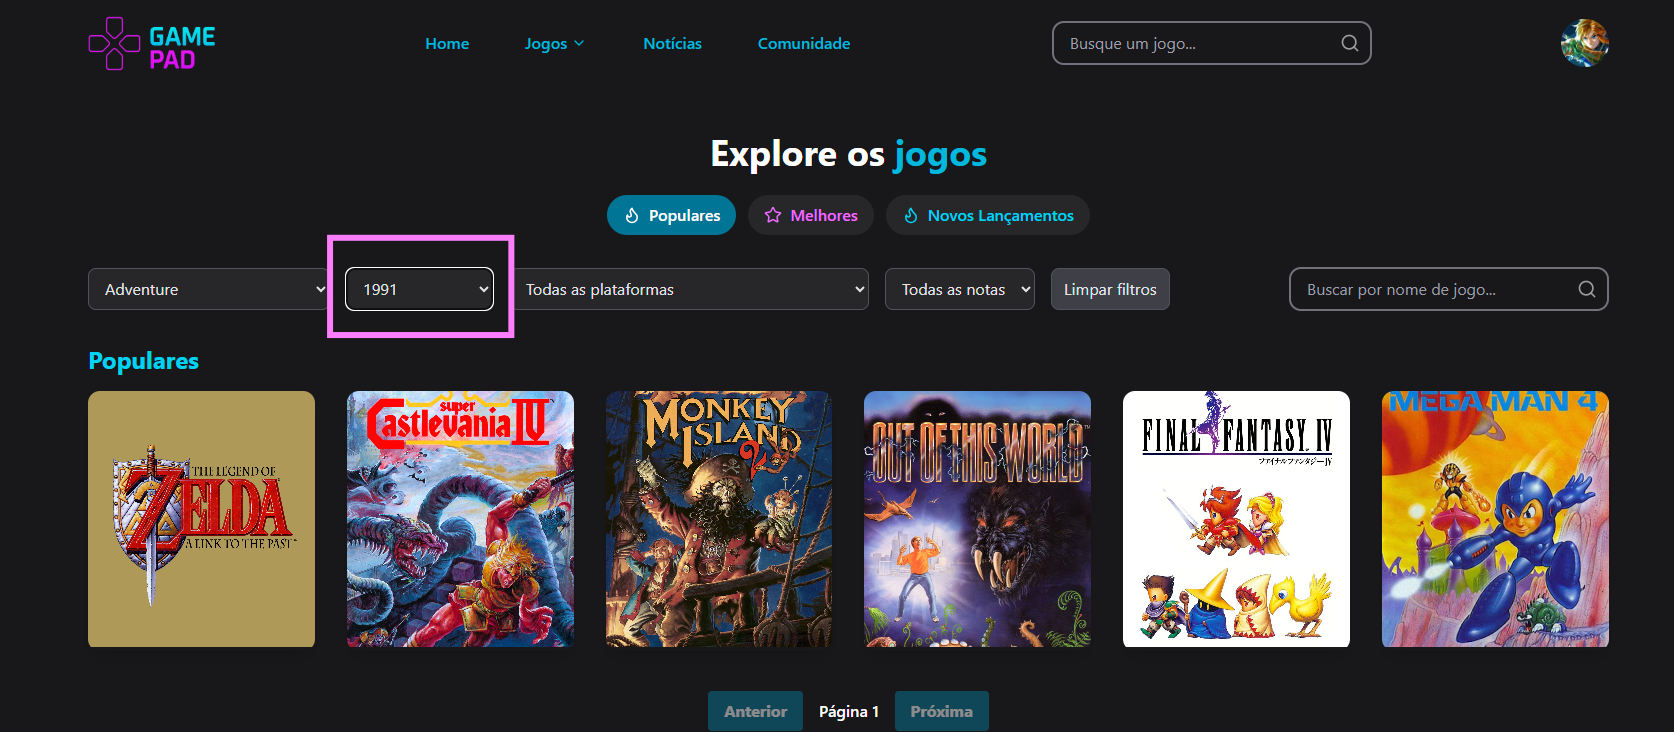 GAME
PAD
Home
Jogos
Notícias
Comunidade
Busque um jogo...
Explore os jogos
Populares
Melhores
Novos Lançamentos
Adventure
1991
Todas as plataformas
Todas as notas
Limpar filtros
Buscar por nome de jogo...
Populares
THE LEGEND OF
ZELDA
A LINK TO THE PAST
super
Castlevania IV
MONKEY
ISLAND
2
OUT OF THIS WORLD
FINAL FANTASY IV
ファイナルファンタジーIV
MEGA MAN 4
Anterior
Página 1
Próxima